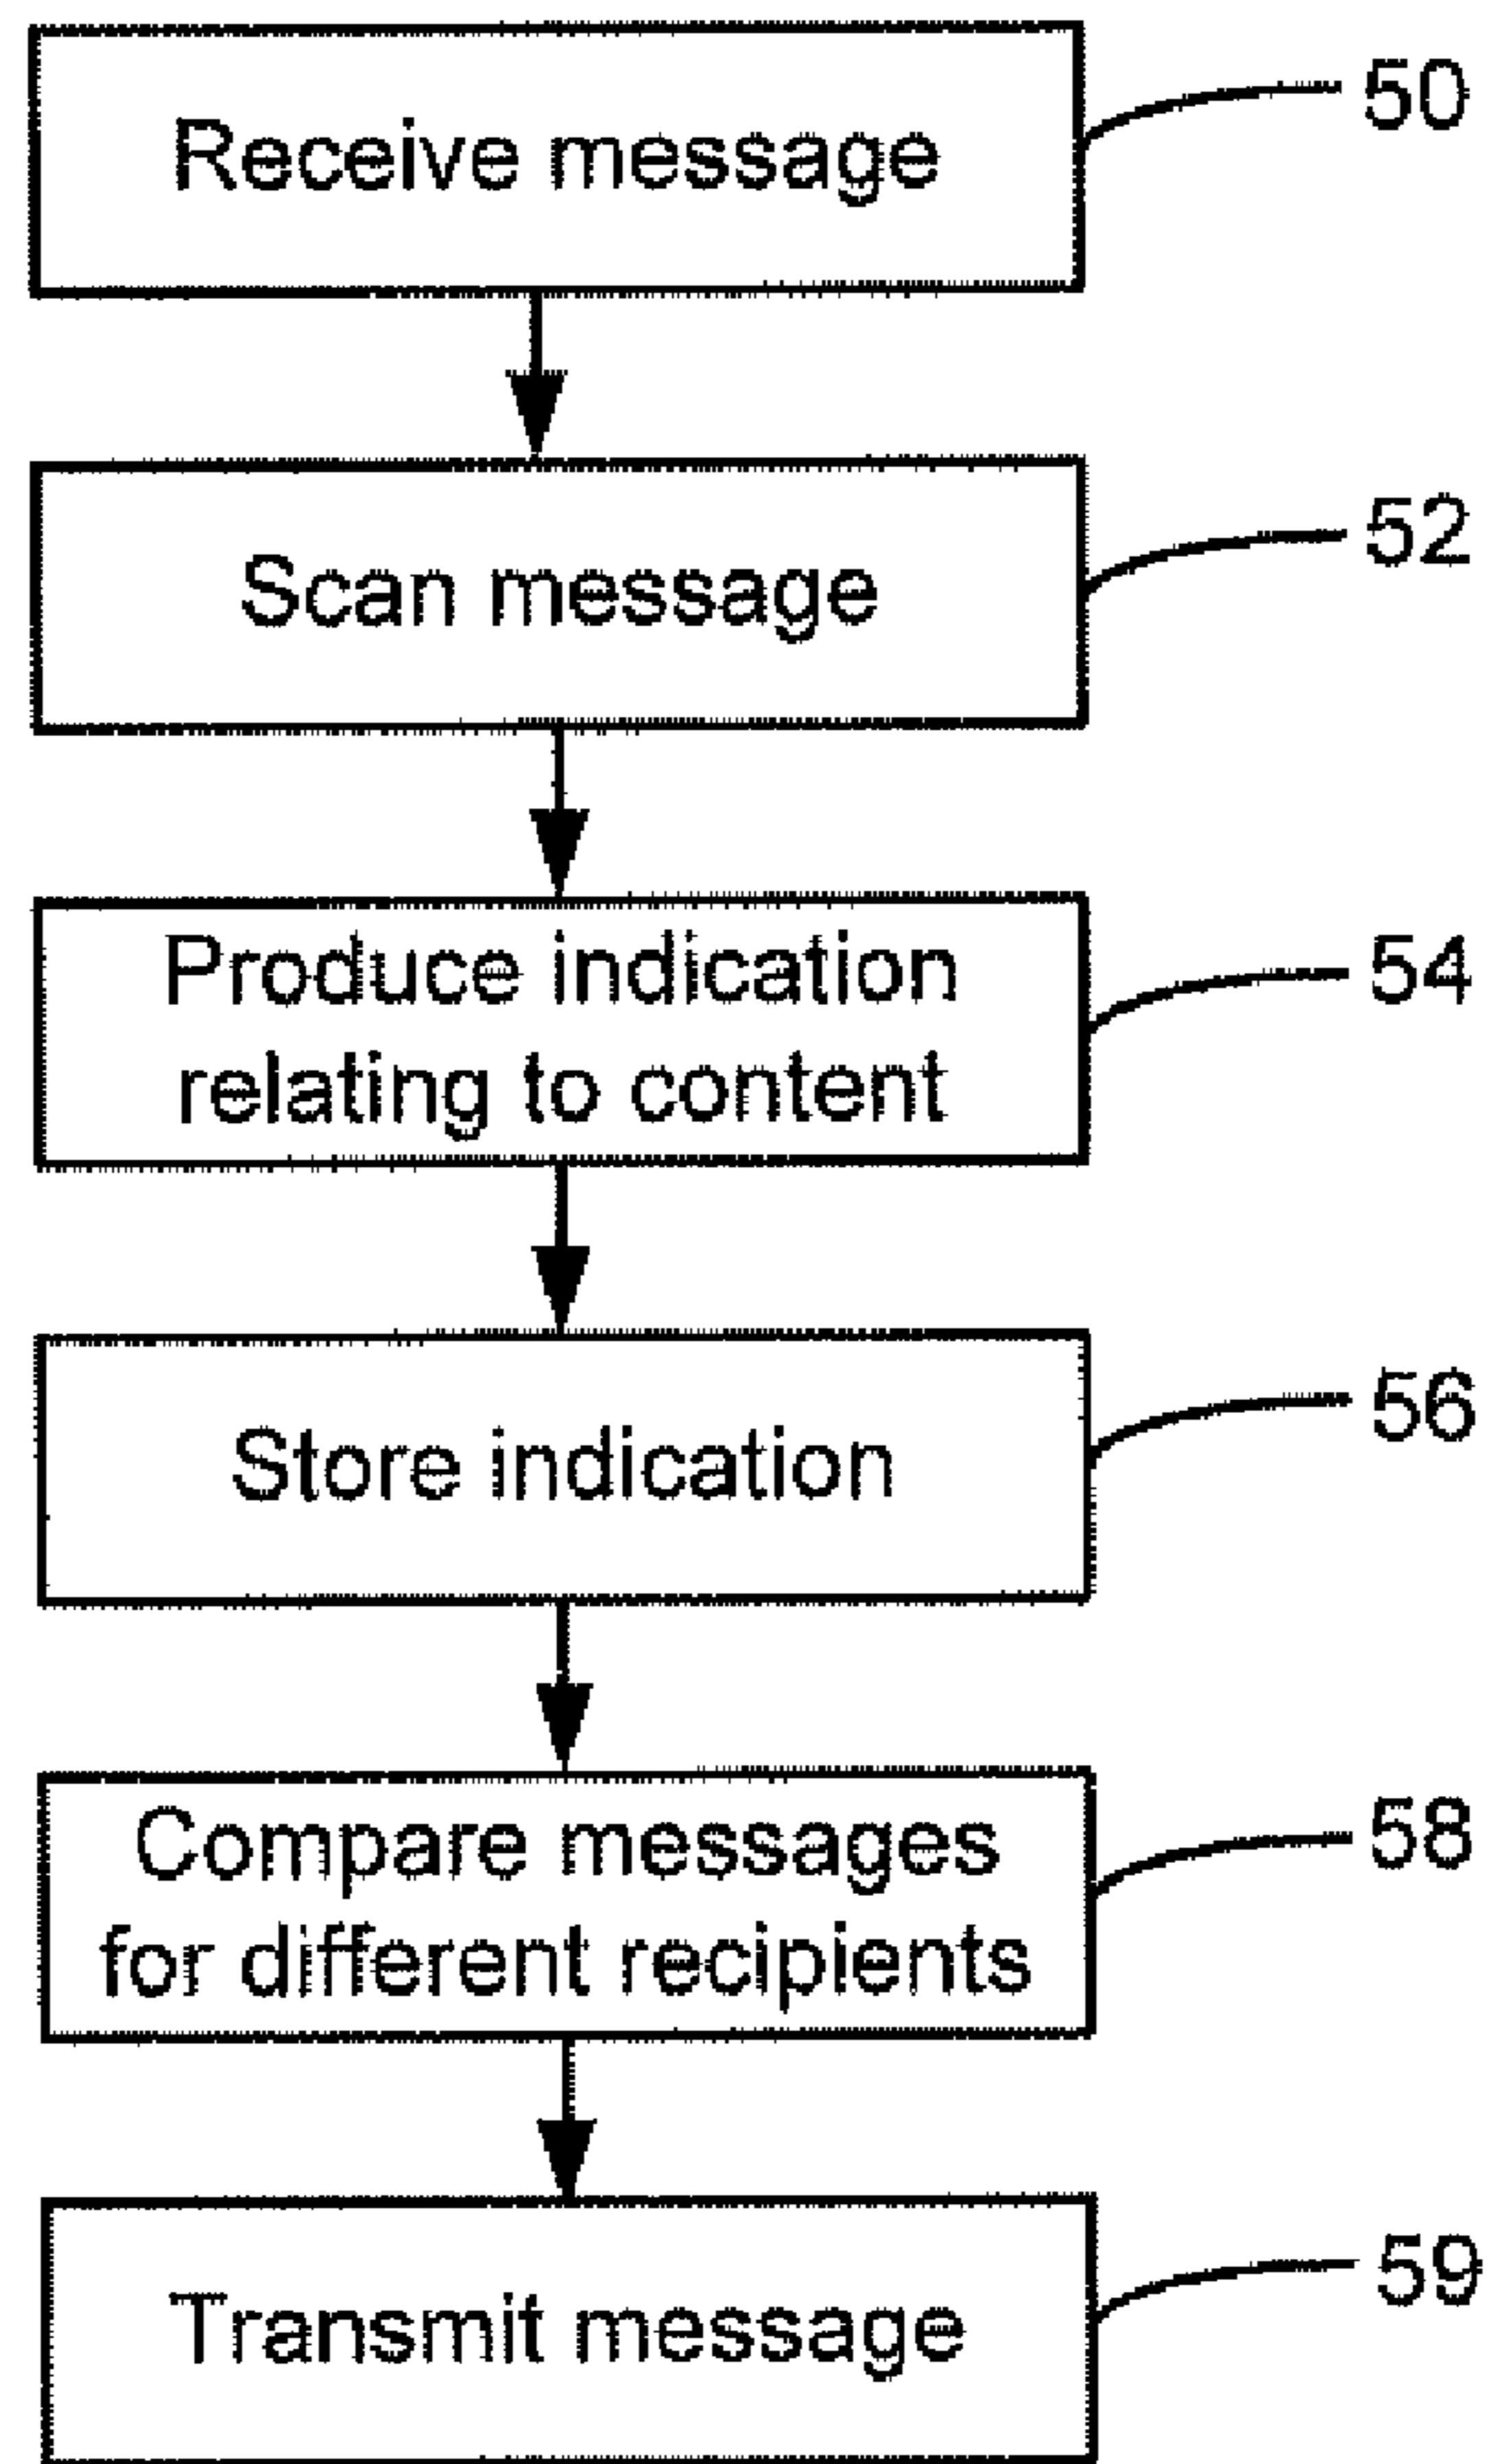 Receive message
50
Scan message
52
Produce indication
relating to content
54
Store indication
56
Compare messages
for different recipients
58
Transmit message
59